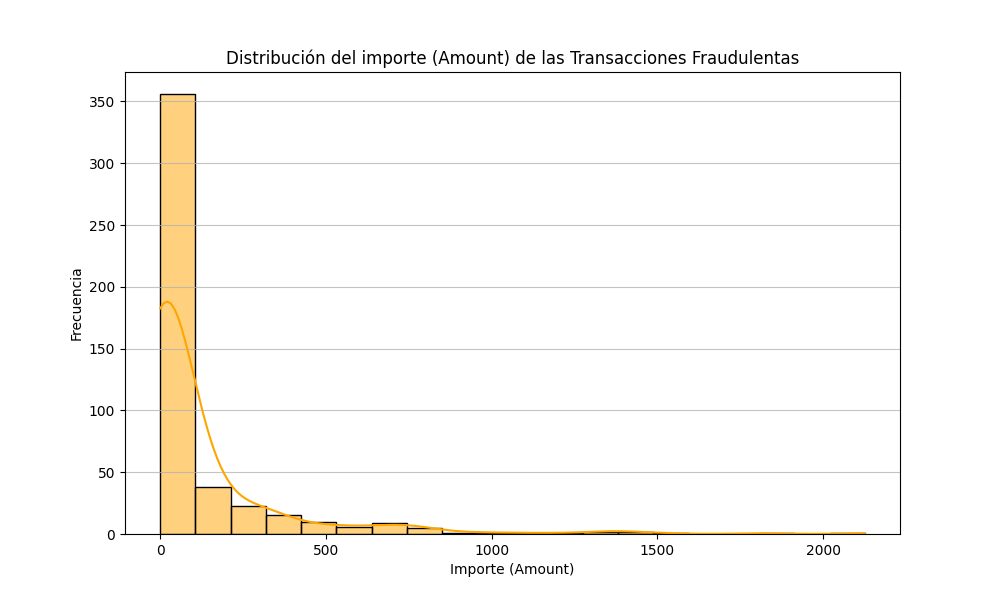 Distribución del importe (Amount) de las Transacciones Fraudulentas
350
300
250
200
150
100
50
0
Frecuencia
0 500 1000 1500 2000
Importe (Amount)